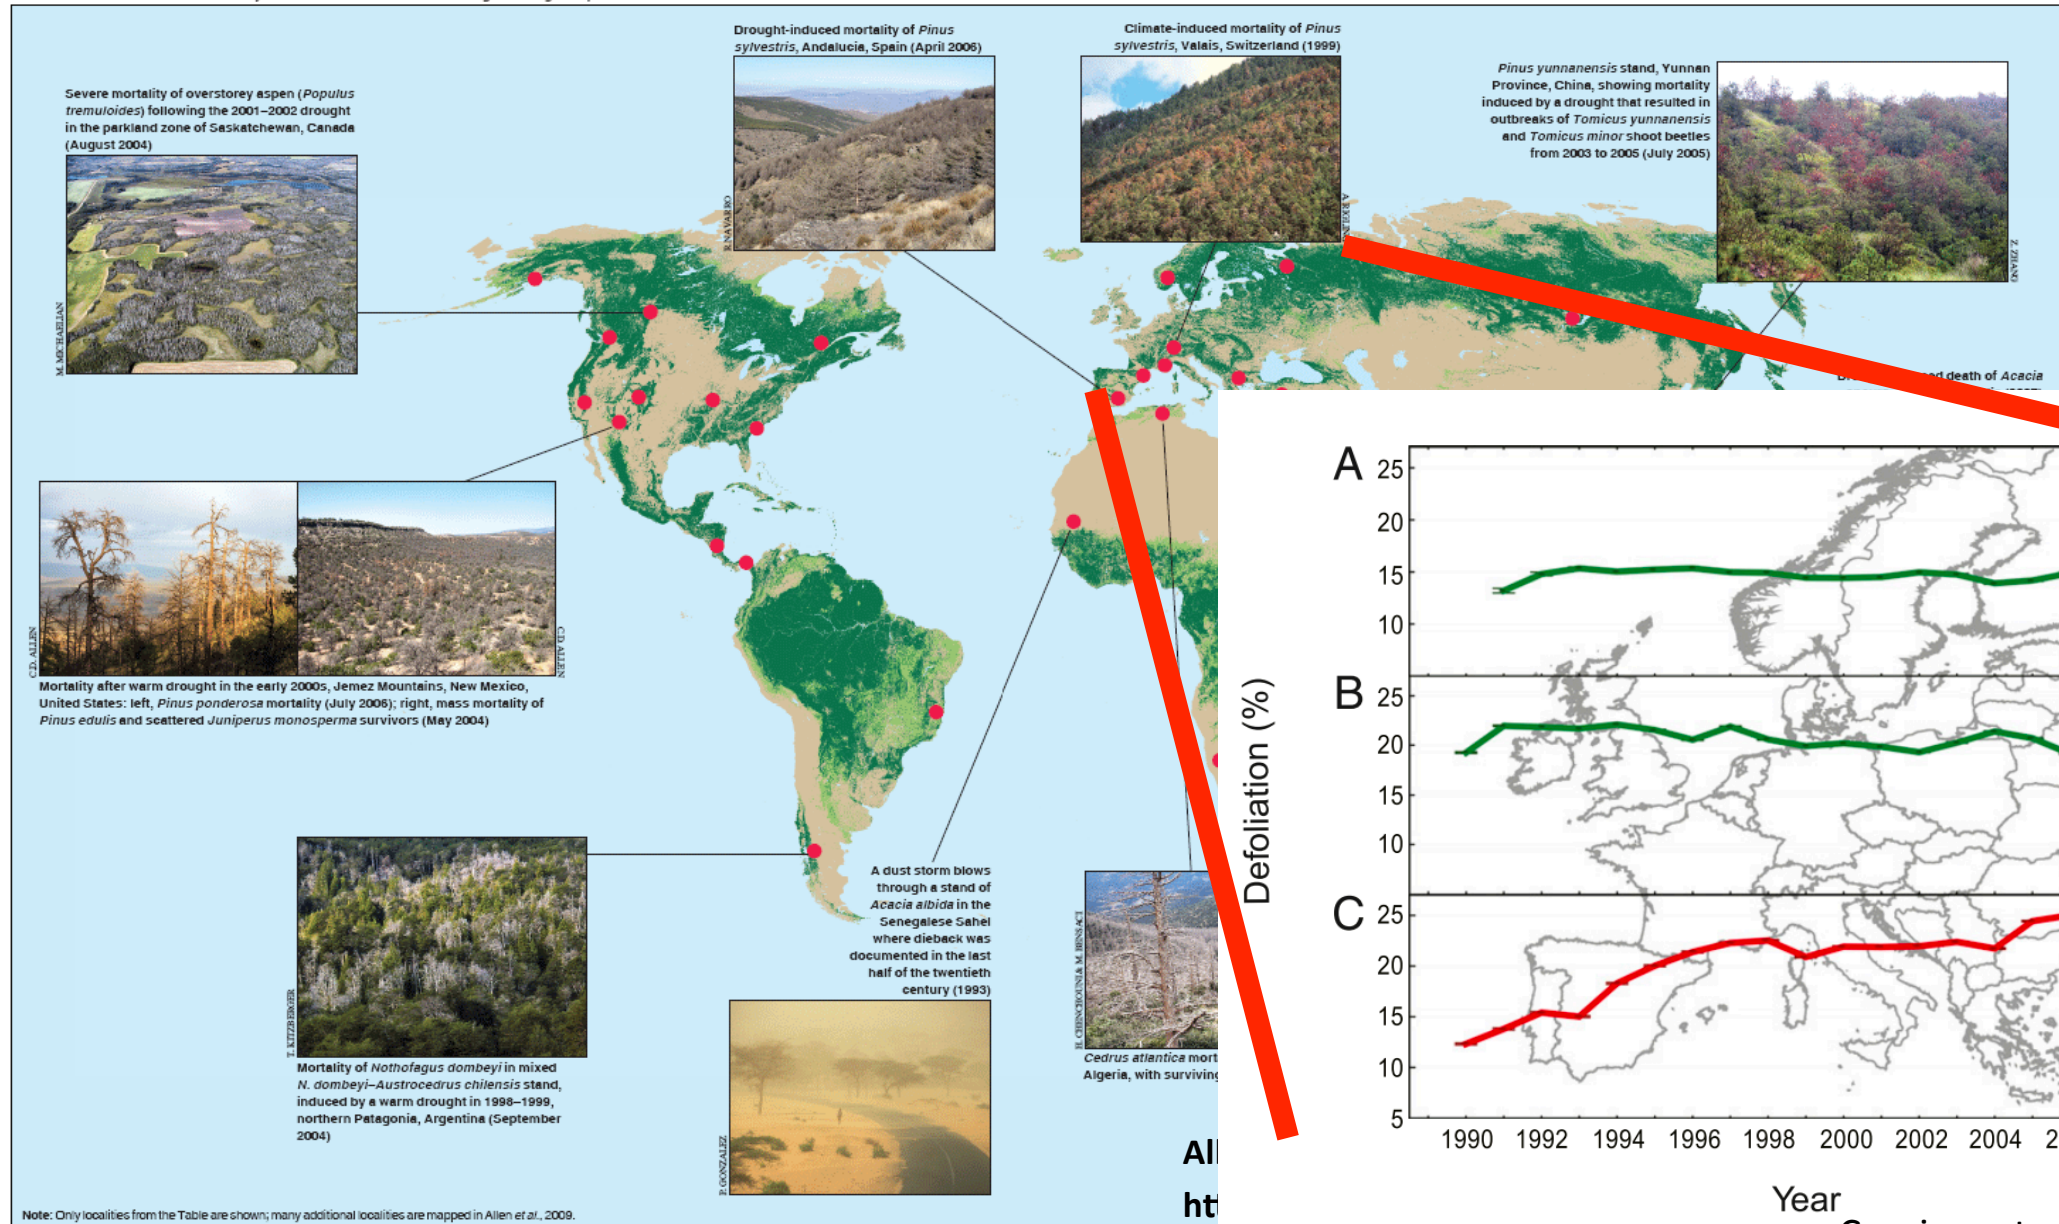 Drought-induced mortality of Pinus
sylvestris, Andalucia, Spain (April 2006)
Climate-induced mortality of Pinus
sylvestris, Valais, Switzerland (1999)
Pinus yunnanensis stand, Yunnan
Province, China, showing mortality
induced by a drought that resulted in
outbreaks of Tomicus yunnanensis
and Tomicus minor shoot beetles
from 2003 to 2005 (July 2005)
Severe mortality of overstorey aspen (Populus
tremuloides) following the 2001–2002 drought
in the parkland zone of Saskatchewan, Canada
(August 2004)
M. MICHAELIAN
R. NAVARRO
Z. ZHANG
death of Acacia
C.D. ALLEN
C.D. ALLEN
Mortality after warm drought in the early 2000s, Jemez Mountains, New Mexico,
United States: left, Pinus ponderosa mortality (July 2006); right, mass mortality of
Pinus edulis and scattered Juniperus monosperma survivors (May 2004)
T. KITZBERGER
Mortality of Nothofagus dombeyi in mixed
N. dombeyi–Austrocedrus chilensis stand,
induced by a warm drought in 1998–1999,
northern Patagonia, Argentina (September
2004)
A dust storm blows
through a stand of
Acacia albida in the
Senegalese Sahel
where dieback was
documented in the last
half of the twentieth
century (1993)
P. GONZALEZ
H. CHENCHOUNI & M. BENSACI
Cedrus atlantica mort
Algeria, with surviving
Note: Only localities from the Table are shown; many additional localities are mapped in Allen et al., 2009.
Defoliation (%)
A
25
20
15
10
B
25
20
15
10
C
25
20
15
10
5
1990 1992 1994 1996 1998 2000 2002 2004 2
Year